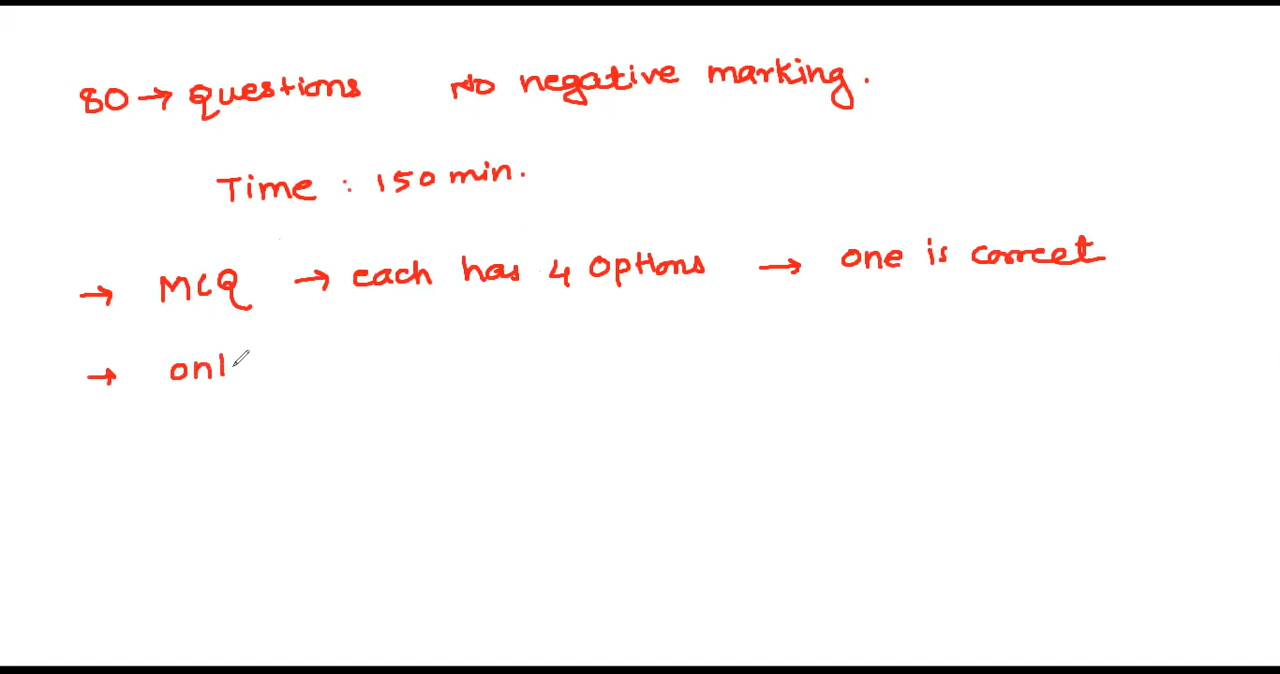 80 → questions No negative marking.
Time : 150 min.
→ MCQ → each has 4 options → one is correct
→ onl